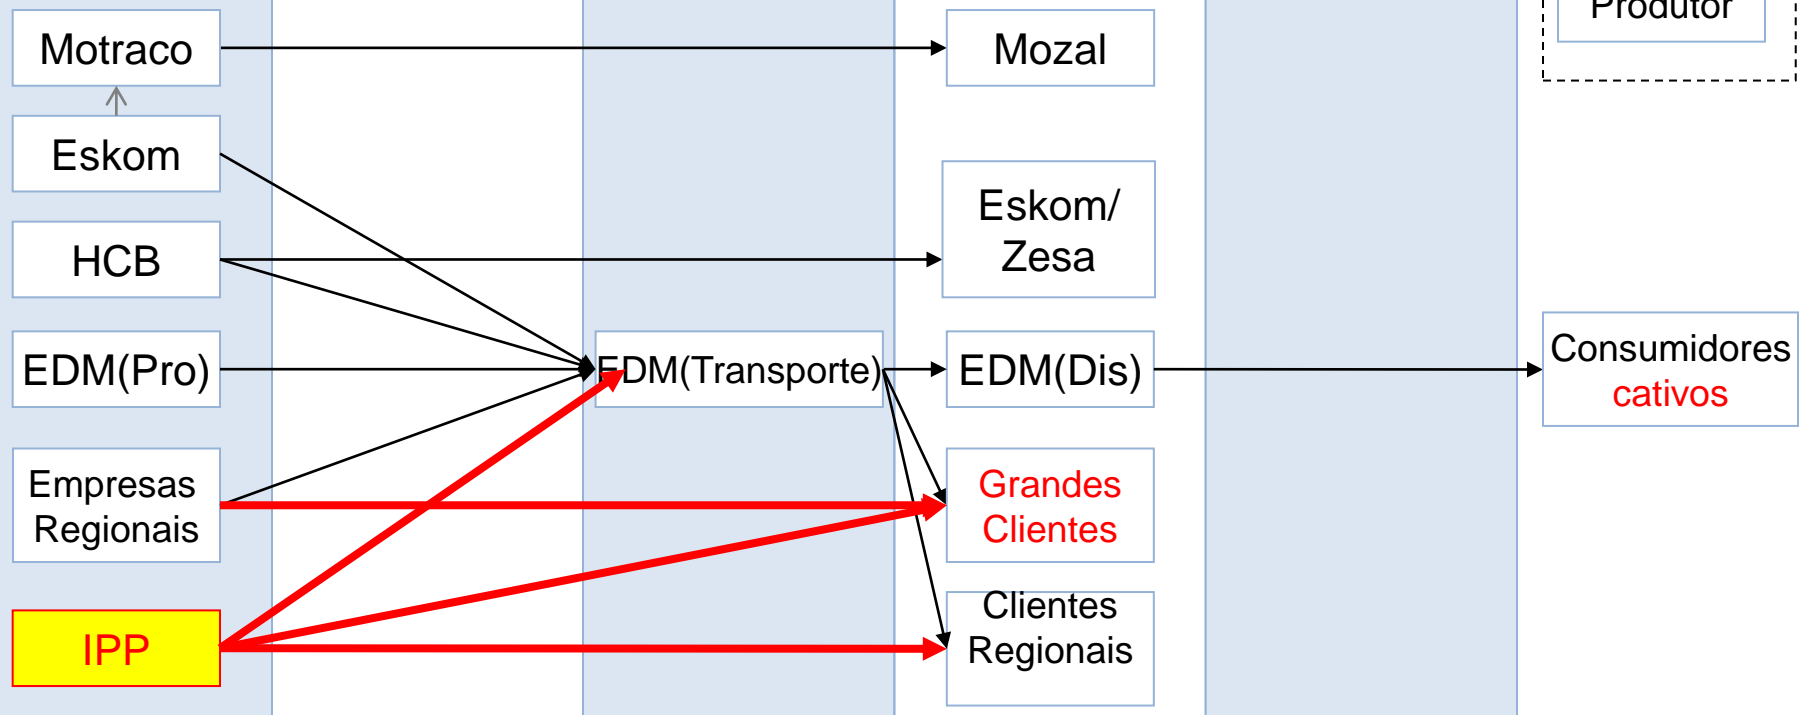 Produtor
Motraco
Mozal
Eskom
Eskom/
Zesa
HCB
EDM(Pro)
EDM(Transporte)
EDM(Dis)
Consumidores
cativos
Empresas
Regionais
Grandes
Clientes
IPP
Clientes
Regionais